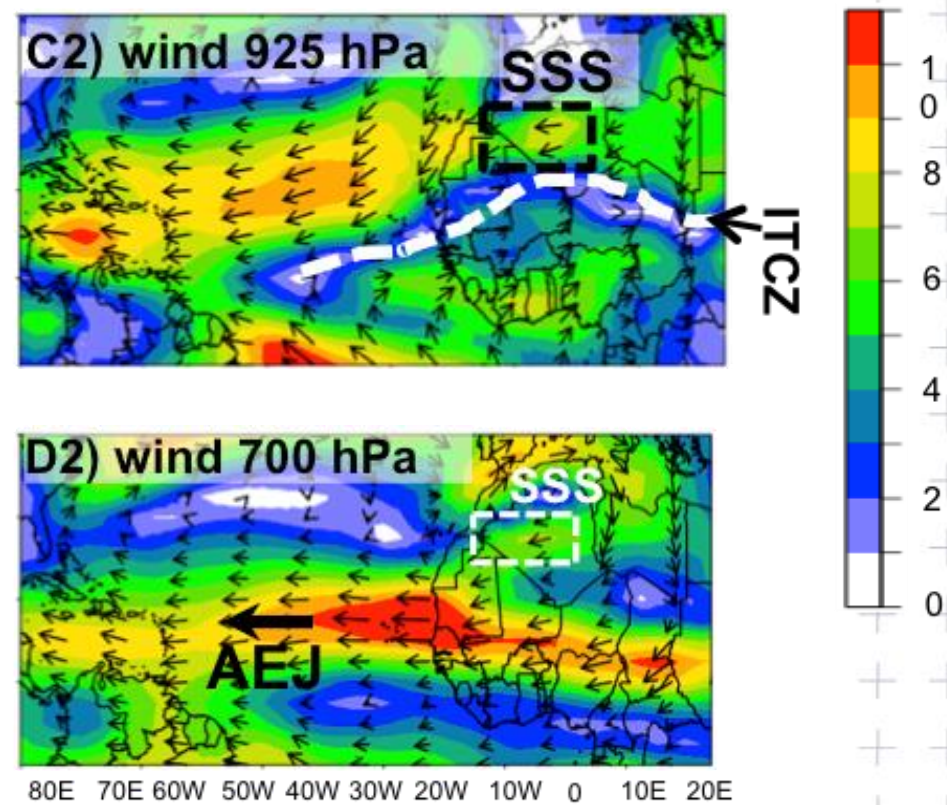 C2) wind 925 hPa
SSS
ITCZ
D2) wind 700 hPa
SSS
AEJ
80E 70E 60W 50W 40W 30W 20W 10W 0 10E 20E
1
0
8
6
4
2
0